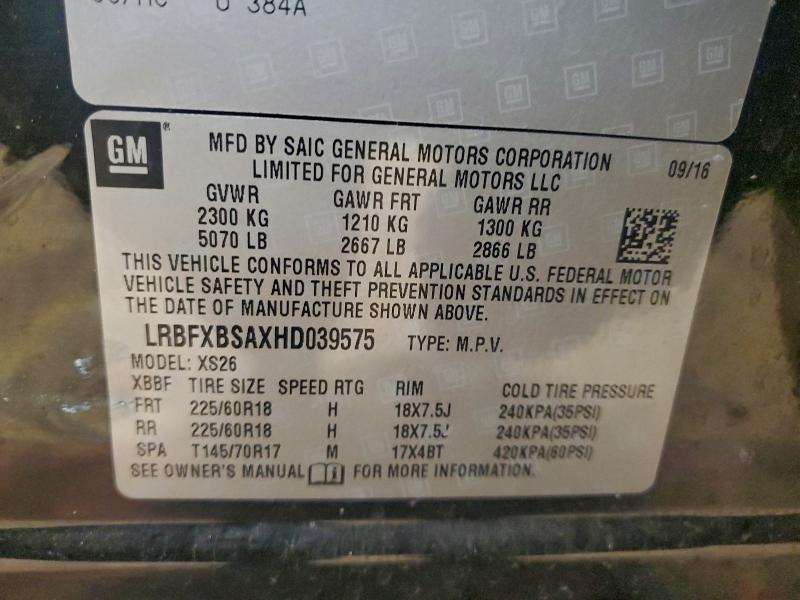 U 384A
GM
MFD BY SAIC GENERAL MOTORS CORPORATION
LIMITED FOR GENERAL MOTORS LLC
09/16
GVWR GAWR FRT GAWR RR
2300 KG 1210 KG 1300 KG
5070 LB 2667 LB 2866 LB
THIS VEHICLE CONFORMS TO ALL APPLICABLE U.S. FEDERAL MOTOR
VEHICLE SAFETY AND THEFT PREVENTION STANDARDS IN EFFECT ON
THE DATE OF MANUFACTURE SHOWN ABOVE.
LRBFXBSAXHD039575 TYPE: M.P.V.
MODEL: XS26
XBBF TIRE SIZE SPEED RTG RIM COLD TIRE PRESSURE
FRT 225/60R18 H 18X7.5J 240KPA(35PSI)
RR 225/60R18 H 18X7.5J 240KPA(35PSI)
SPA T145/70R17 M 17X4BT 420KPA(60PSI)
SEE OWNER'S MANUAL FOR MORE INFORMATION.